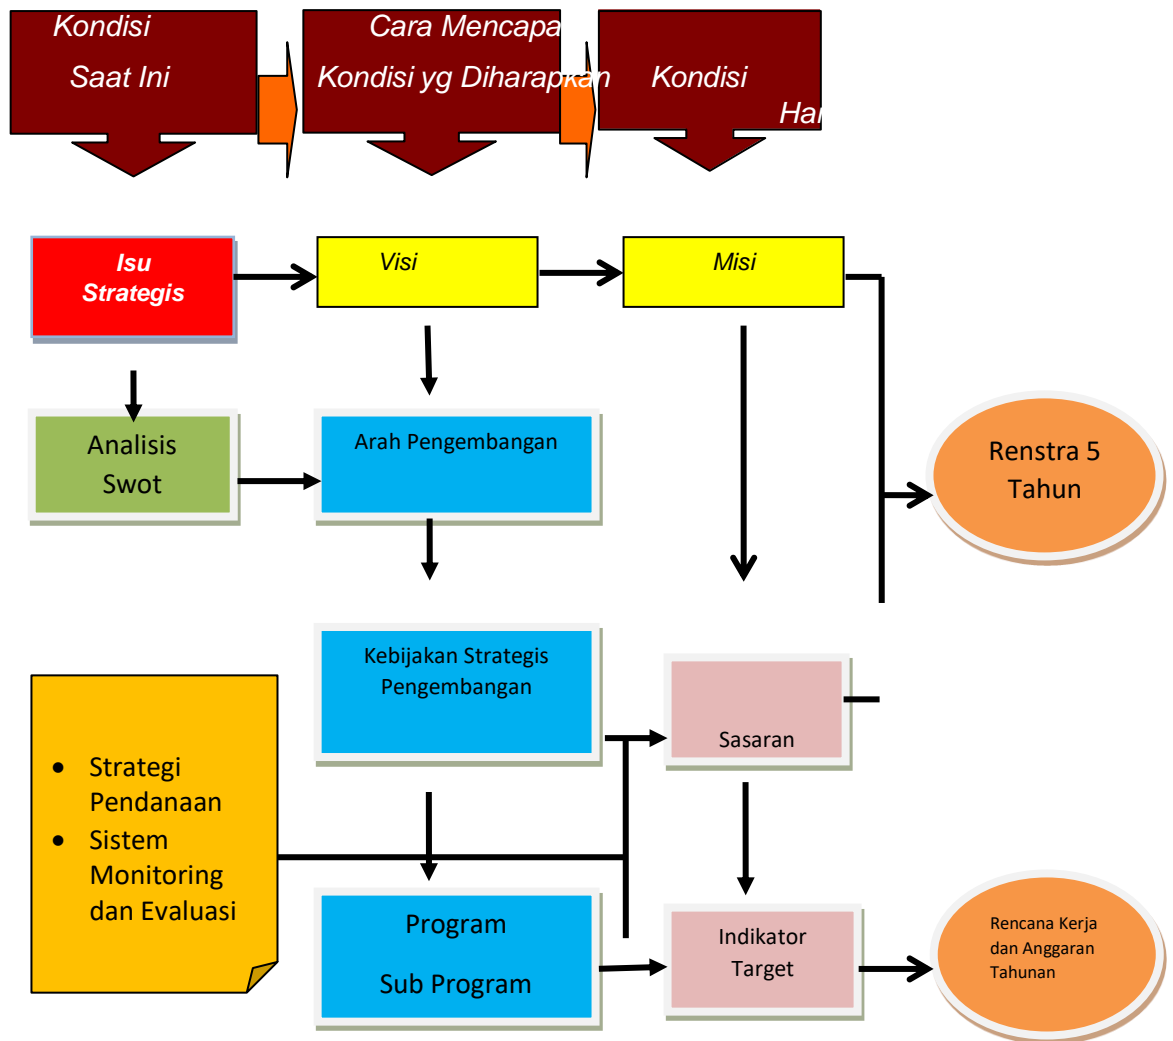 Kondisi
Saat Ini
Cara Mencapa
Kondisi yg Diharapkan
Kondisi
Har
Isu
Strategis
Visi
Misi
Analisis
Swot
Arah Pengembangan
Renstra 5
Tahun
Kebijakan Strategis
Pengembangan
Sasaran
• Strategi
Pendanaan
• Sistem
Monitoring
dan Evaluasi
Program
Sub Program
Indikator
Target
Rencana Kerja
dan Anggaran
Tahunan